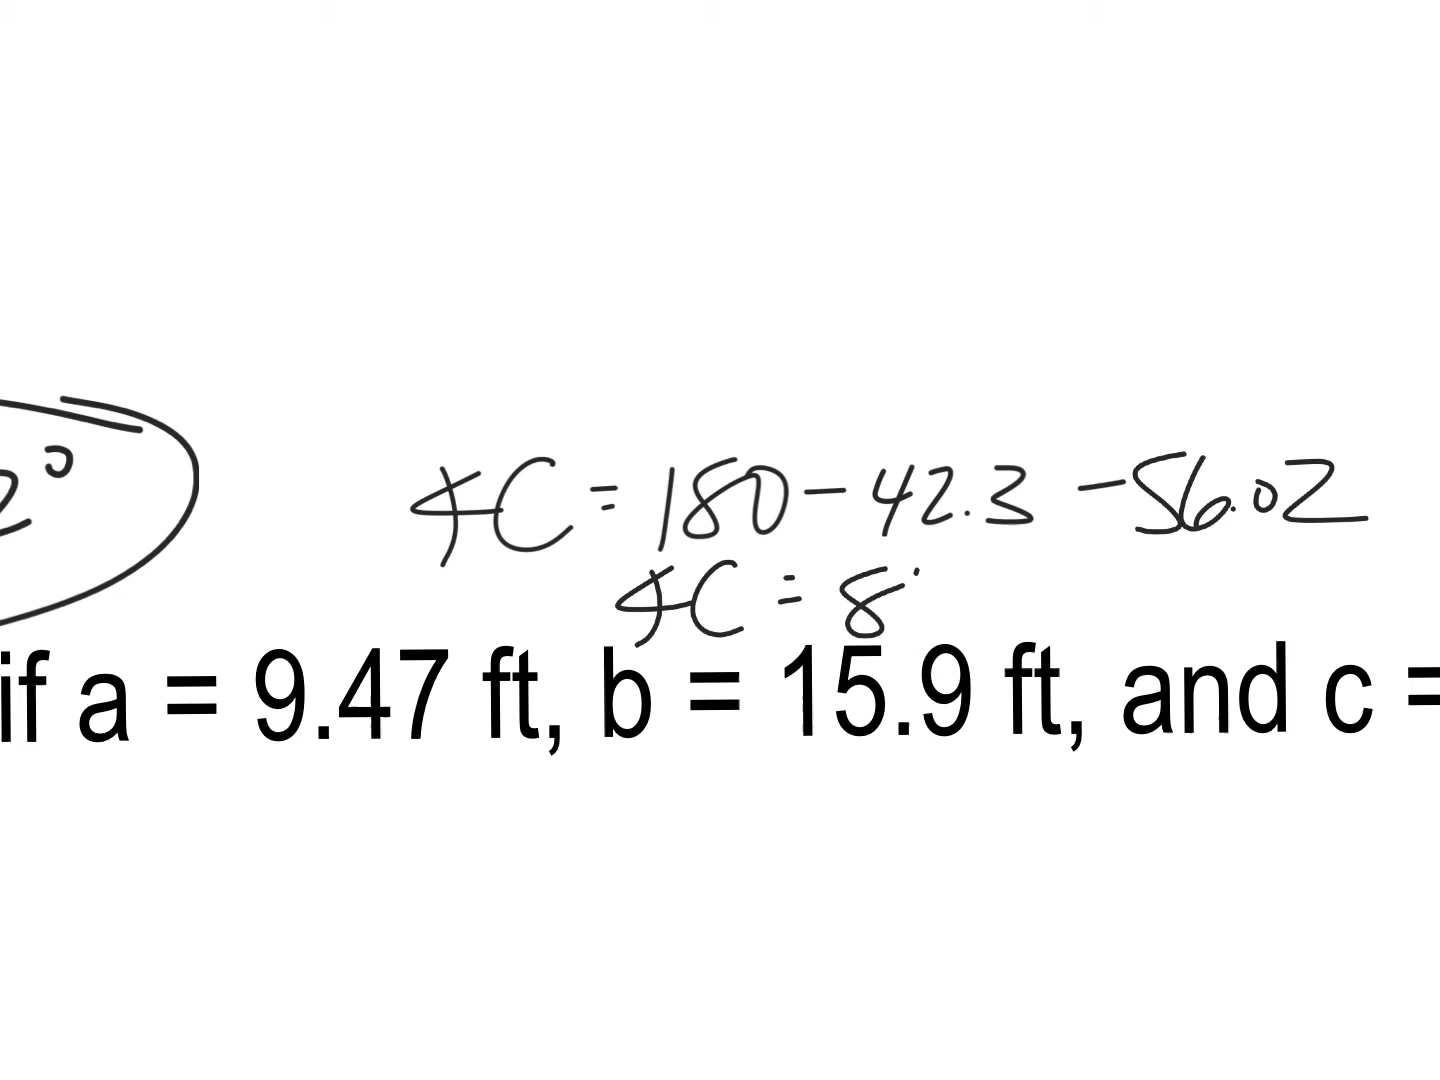 2°
∡C = 180 - 42.3 - 56.02
∡C = 8
if a = 9.47 ft, b = 15.9 ft, and c =